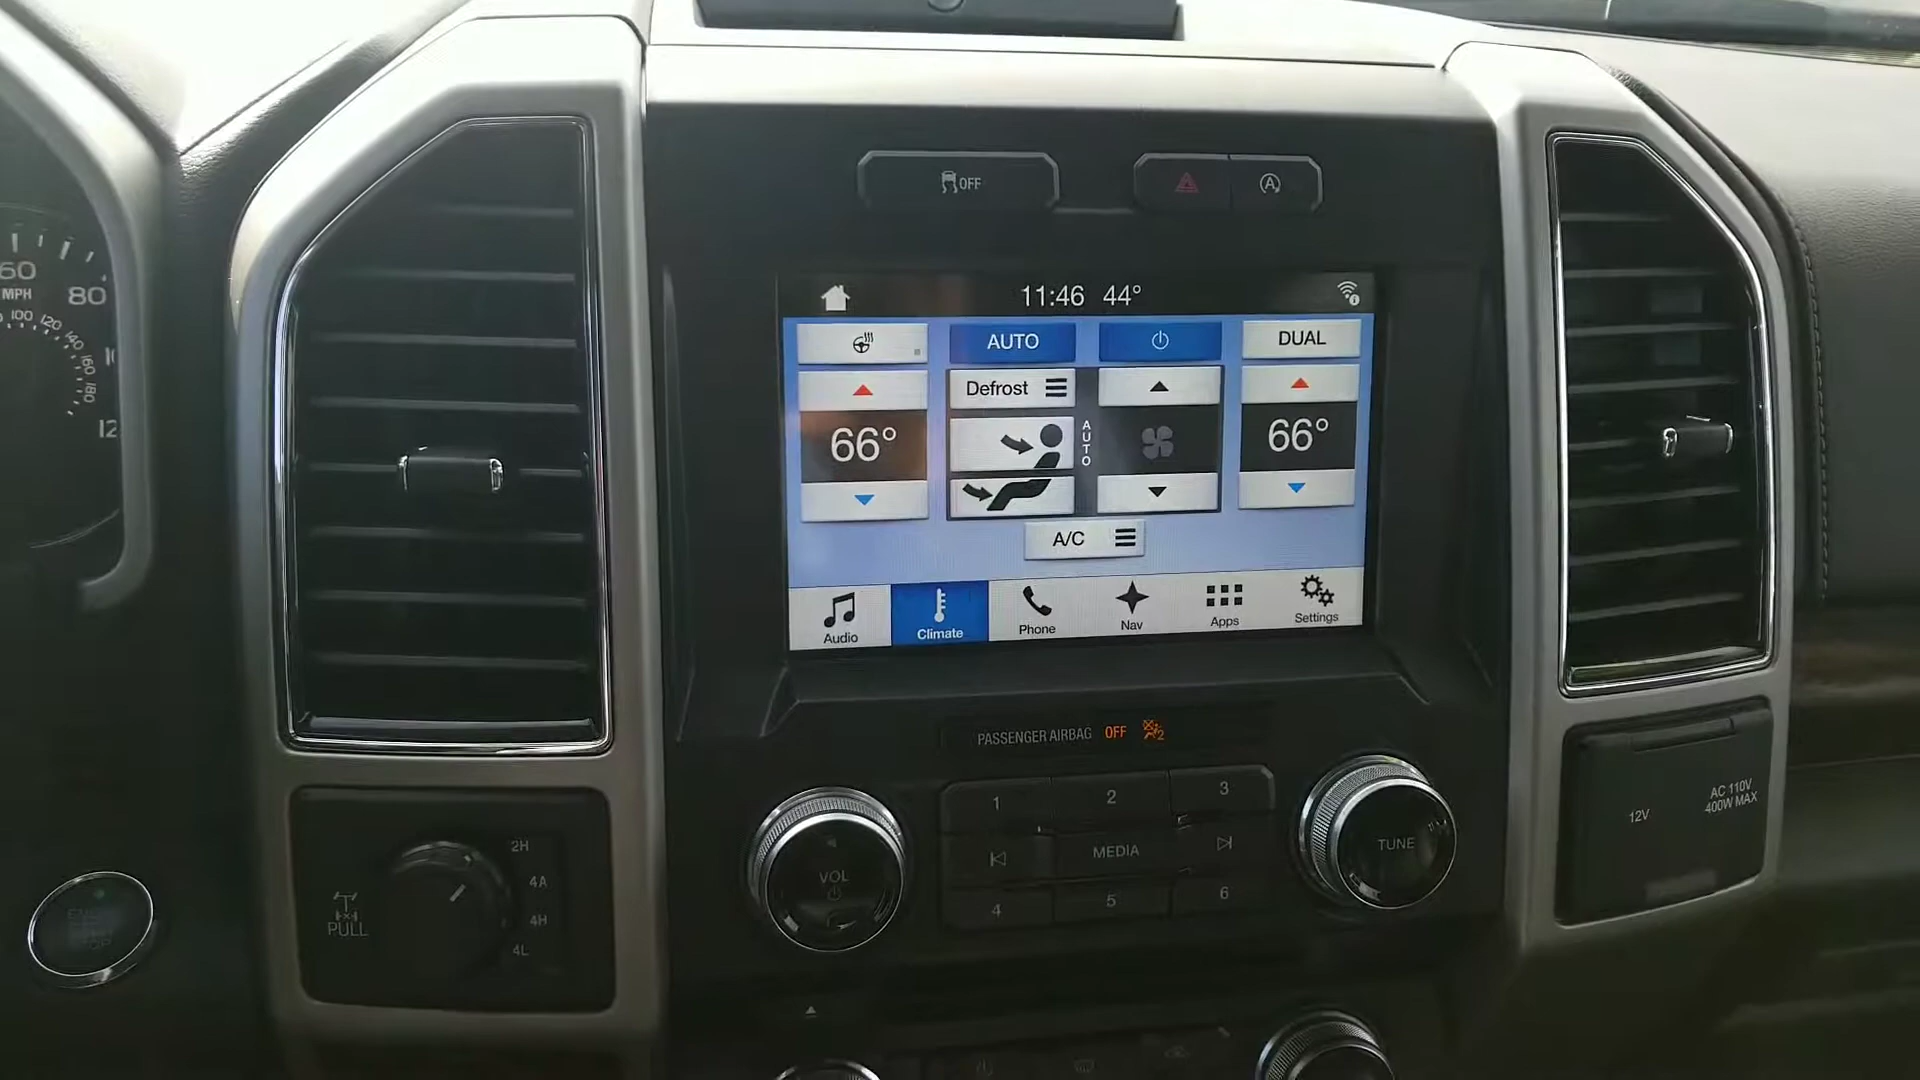 OFF
11:46 44°
AUTO
DUAL
Defrost
66°
AUTO
66°
A/C
Audio
Climate
Phone
Nav
Apps
Settings
60
MPH
80
100
120
140
160
180
12
PASSENGER AIRBAG OFF 2
1
2
3
MEDIA
4
5
6
VOL
TUNE
2H
4A
4H
4L
PULL
12V
AC 110V
400W MAX